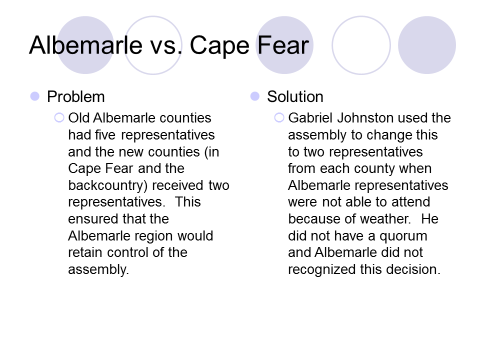 Albemarle vs. Cape Fear
Problem
Old Albemarle counties
had five representatives
and the new counties (in
Cape Fear and the
backcountry) received two
representatives.  This
ensured that the
Albemarle region would
retain control of the
assembly.
Solution
Gabriel Johnston used the
assembly to change this
to two representatives
from each county when
Albemarle representatives
were not able to attend
because of weather.  He
did not have a quorum
and Albemarle did not
recognized this decision.